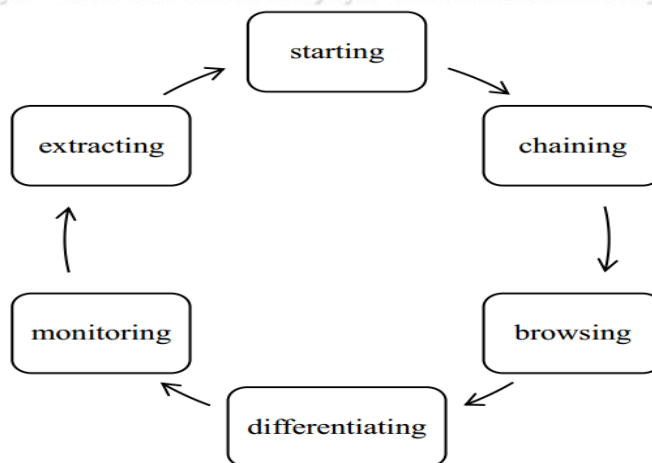 starting
chaining
browsing
differentiating
monitoring
extracting